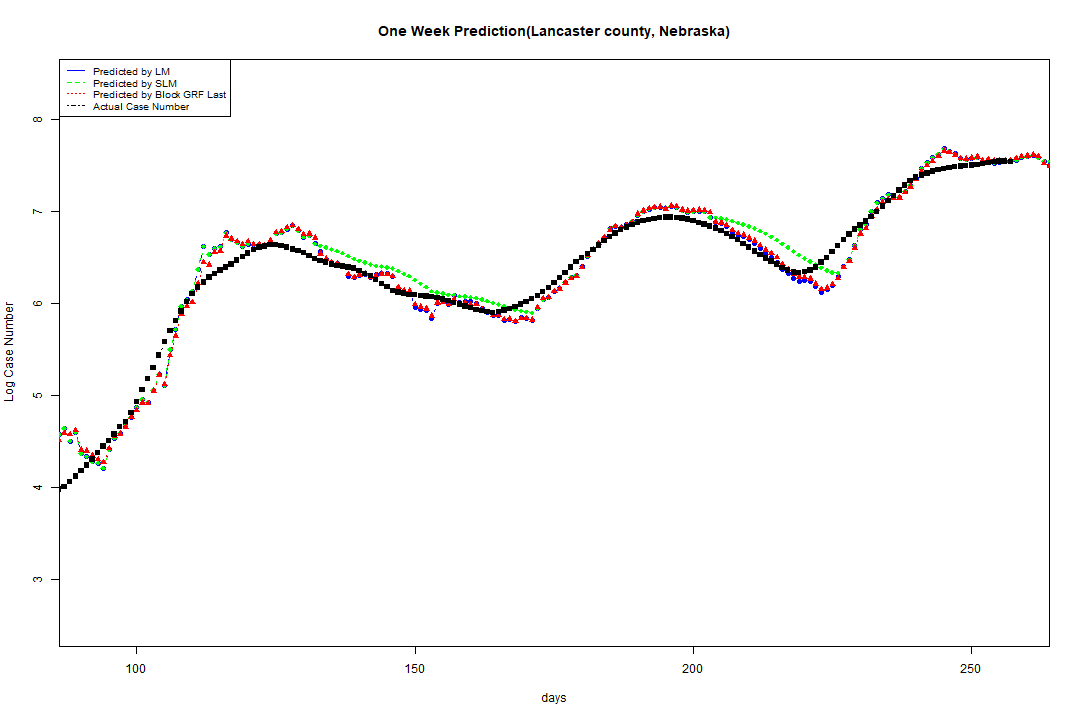 One Week Prediction(Lancaster county, Nebraska)
Predicted by LM
Predicted by SLM
Predicted by Block GRF Last
Actual Case Number
8
7
6
5
4
3
Log Case Number
100 150 200 250
days